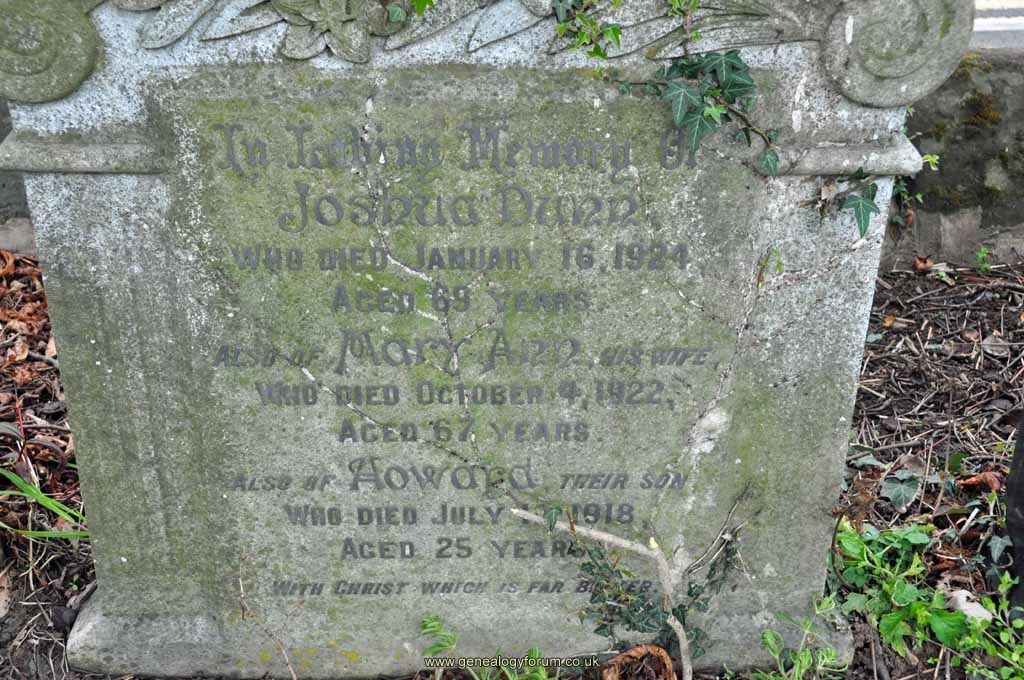 In Loving Memory Of
Joshua Dunn
WHO DIED JANUARY 16, 1924
AGED 69 YEARS.
ALSO OF Mary Ann, HIS WIFE
WHO DIED OCTOBER 4, 1922,
AGED 67 YEARS.
ALSO OF Howard THEIR SON
WHO DIED JULY 1918,
AGED 25 YEARS
WITH CHRIST WHICH IS FAR BETTER.
www.genealogyforum.co.uk